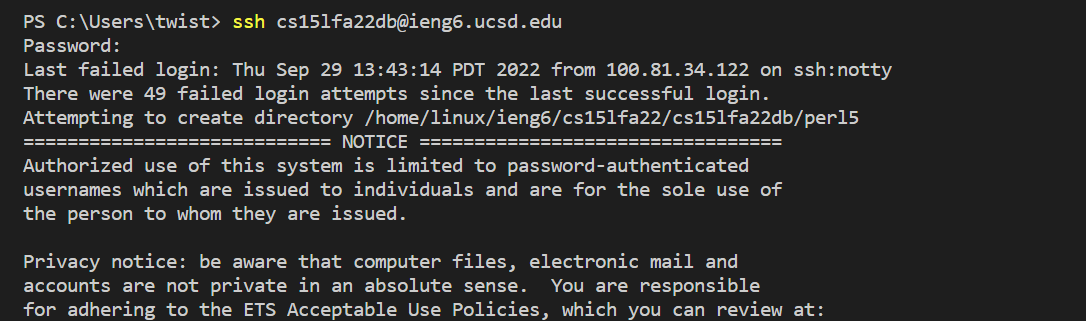 PS C:\Users\twist> ssh cs15lfa22db@ieng6.ucsd.edu
Password:
Last failed login: Thu Sep 29 13:43:14 PDT 2022 from 100.81.34.122 on ssh:notty
There were 49 failed login attempts since the last successful login.
Attempting to create directory /home/linux/ieng6/cs15lfa22/cs15lfa22db/perl5
============================ NOTICE =================================
Authorized use of this system is limited to password-authenticated
usernames which are issued to individuals and are for the sole use of
the person to whom they are issued.

Privacy notice: be aware that computer files, electronic mail and
accounts are not private in an absolute sense.  You are responsible
for adhering to the ETS Acceptable Use Policies, which you can review at: